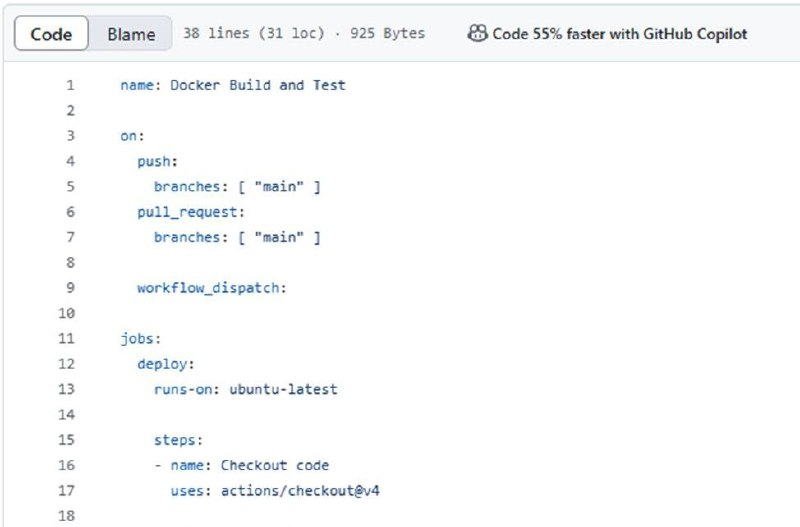 Code Blame 38 lines (31 loc) · 925 Bytes Code 55% faster with GitHub Copilot
1 name: Docker Build and Test
2
3 on:
4   push:
5     branches: [ "main" ]
6   pull_request:
7     branches: [ "main" ]
8
9   workflow_dispatch:
10
11 jobs:
12   deploy:
13     runs-on: ubuntu-latest
14
15     steps:
16     - name: Checkout code
17       uses: actions/checkout@v4
18